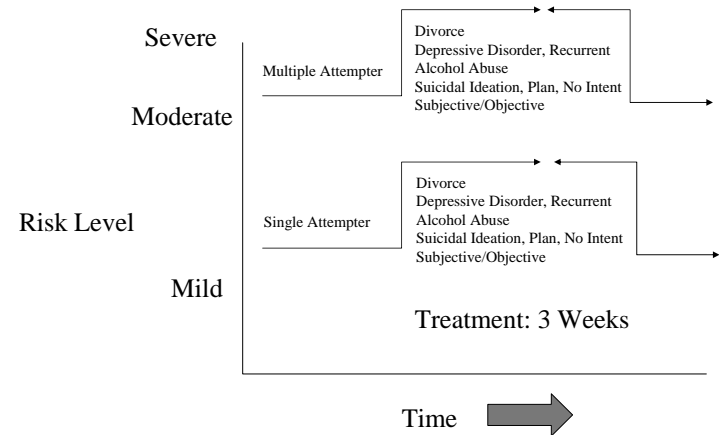 Severe
Multiple Attempter
Divorce
Depressive Disorder, Recurrent
Alcohol Abuse
Suicidal Ideation, Plan, No Intent
Subjective/Objective
Moderate
Risk Level
Single Attempter
Divorce
Depressive Disorder, Recurrent
Alcohol Abuse
Suicidal Ideation, Plan, No Intent
Subjective/Objective
Mild
Treatment: 3 Weeks
Time